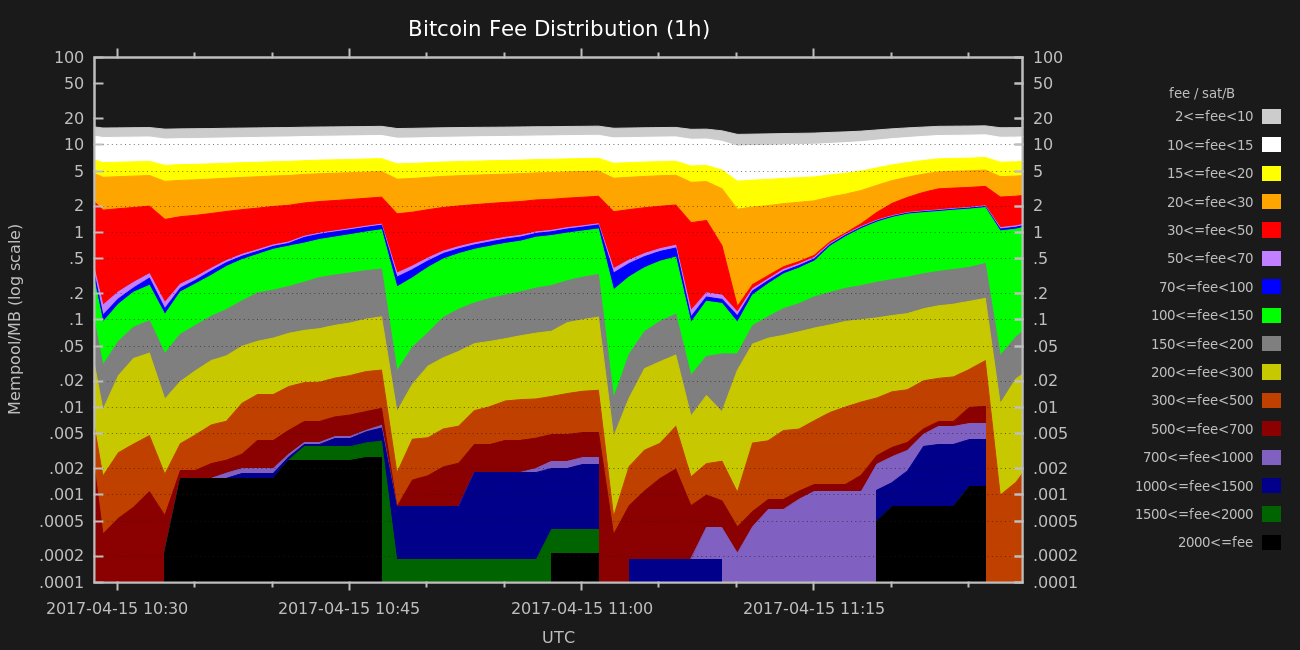 Bitcoin Fee Distribution (1h)
Mempool/MB (log scale)
100
50
20
10
5
2
1
.5
.2
.1
.05
.02
.01
.005
.002
.001
.0005
.0002
.0001
100
50
20
10
5
2
1
.5
.2
.1
.05
.02
.01
.005
.002
.001
.0005
.0002
.0001
2017-04-15 10:30
2017-04-15 10:45
2017-04-15 11:00
2017-04-15 11:15
UTC
fee / sat/B
2<=fee<10
10<=fee<15
15<=fee<20
20<=fee<30
30<=fee<50
50<=fee<70
70<=fee<100
100<=fee<150
150<=fee<200
200<=fee<300
300<=fee<500
500<=fee<700
700<=fee<1000
1000<=fee<1500
1500<=fee<2000
2000<=fee